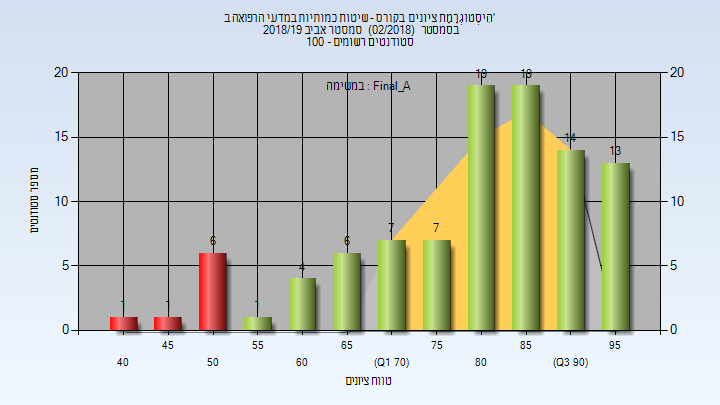 היסטוגרמת ציונים בקורס - שיטות כמותיות במדעי הרפואה ב'
בסמסטר (02/2018) סמסטר אביב 2018/19
סטודנטים רשומים - 100
במטימה : Final_A
מספר סטודנטים
20 15 10 5 0
20 15 10 5 0
1 1 6 1 4 6 7 7 19 19 14 13
40 45 50 55 60 65 (Q1 70) 75 80 85 (Q3 90) 95
טווח ציונים